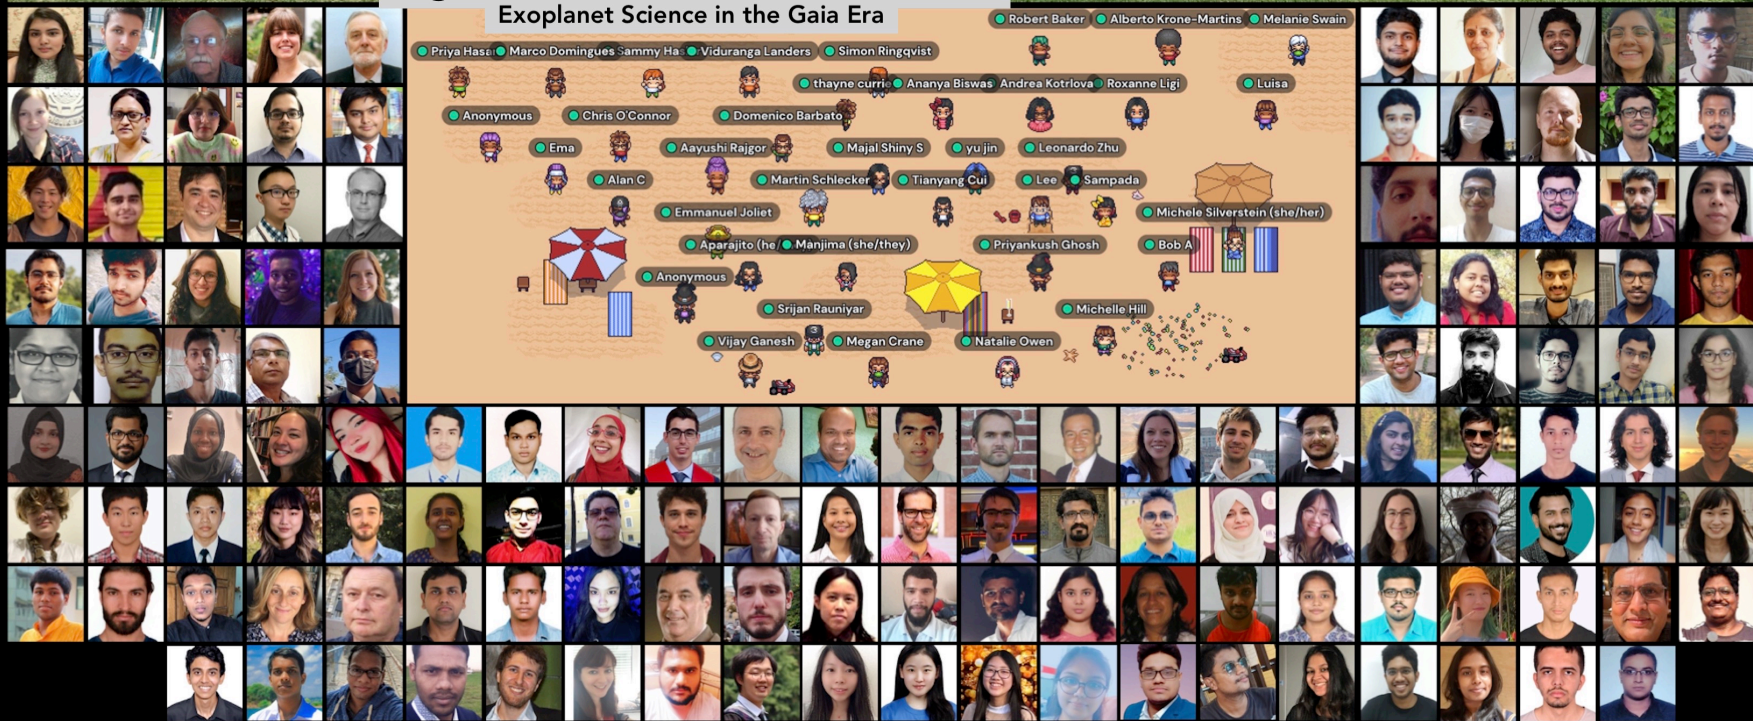 Exoplanet Science in the Gaia Era
Robert Baker Alberto Krone-Martins Melanie Swain
Priya Hasa Marco Domingues Sammy Has Viduranga Landers Simon Ringqvist
thayne currie Ananya Biswas Andrea Kotrlova Roxanne Ligi Luisa
Anonymous Chris O'Connor Domenico Barbato
Ema Aayushi Rajgor Majal Shiny S yu jin Leonardo Zhu
Alan C Martin Schlecker Tianyang Cui Lee Sampada
Emmanuel Joliet Michele Silverstein (she/her)
Aparajito (he/ Manjima (she/they) Priyankush Ghosh Bob A
Anonymous
Srijan Rauniyar Michelle Hill
Vijay Ganesh 3 Megan Crane Natalie Owen